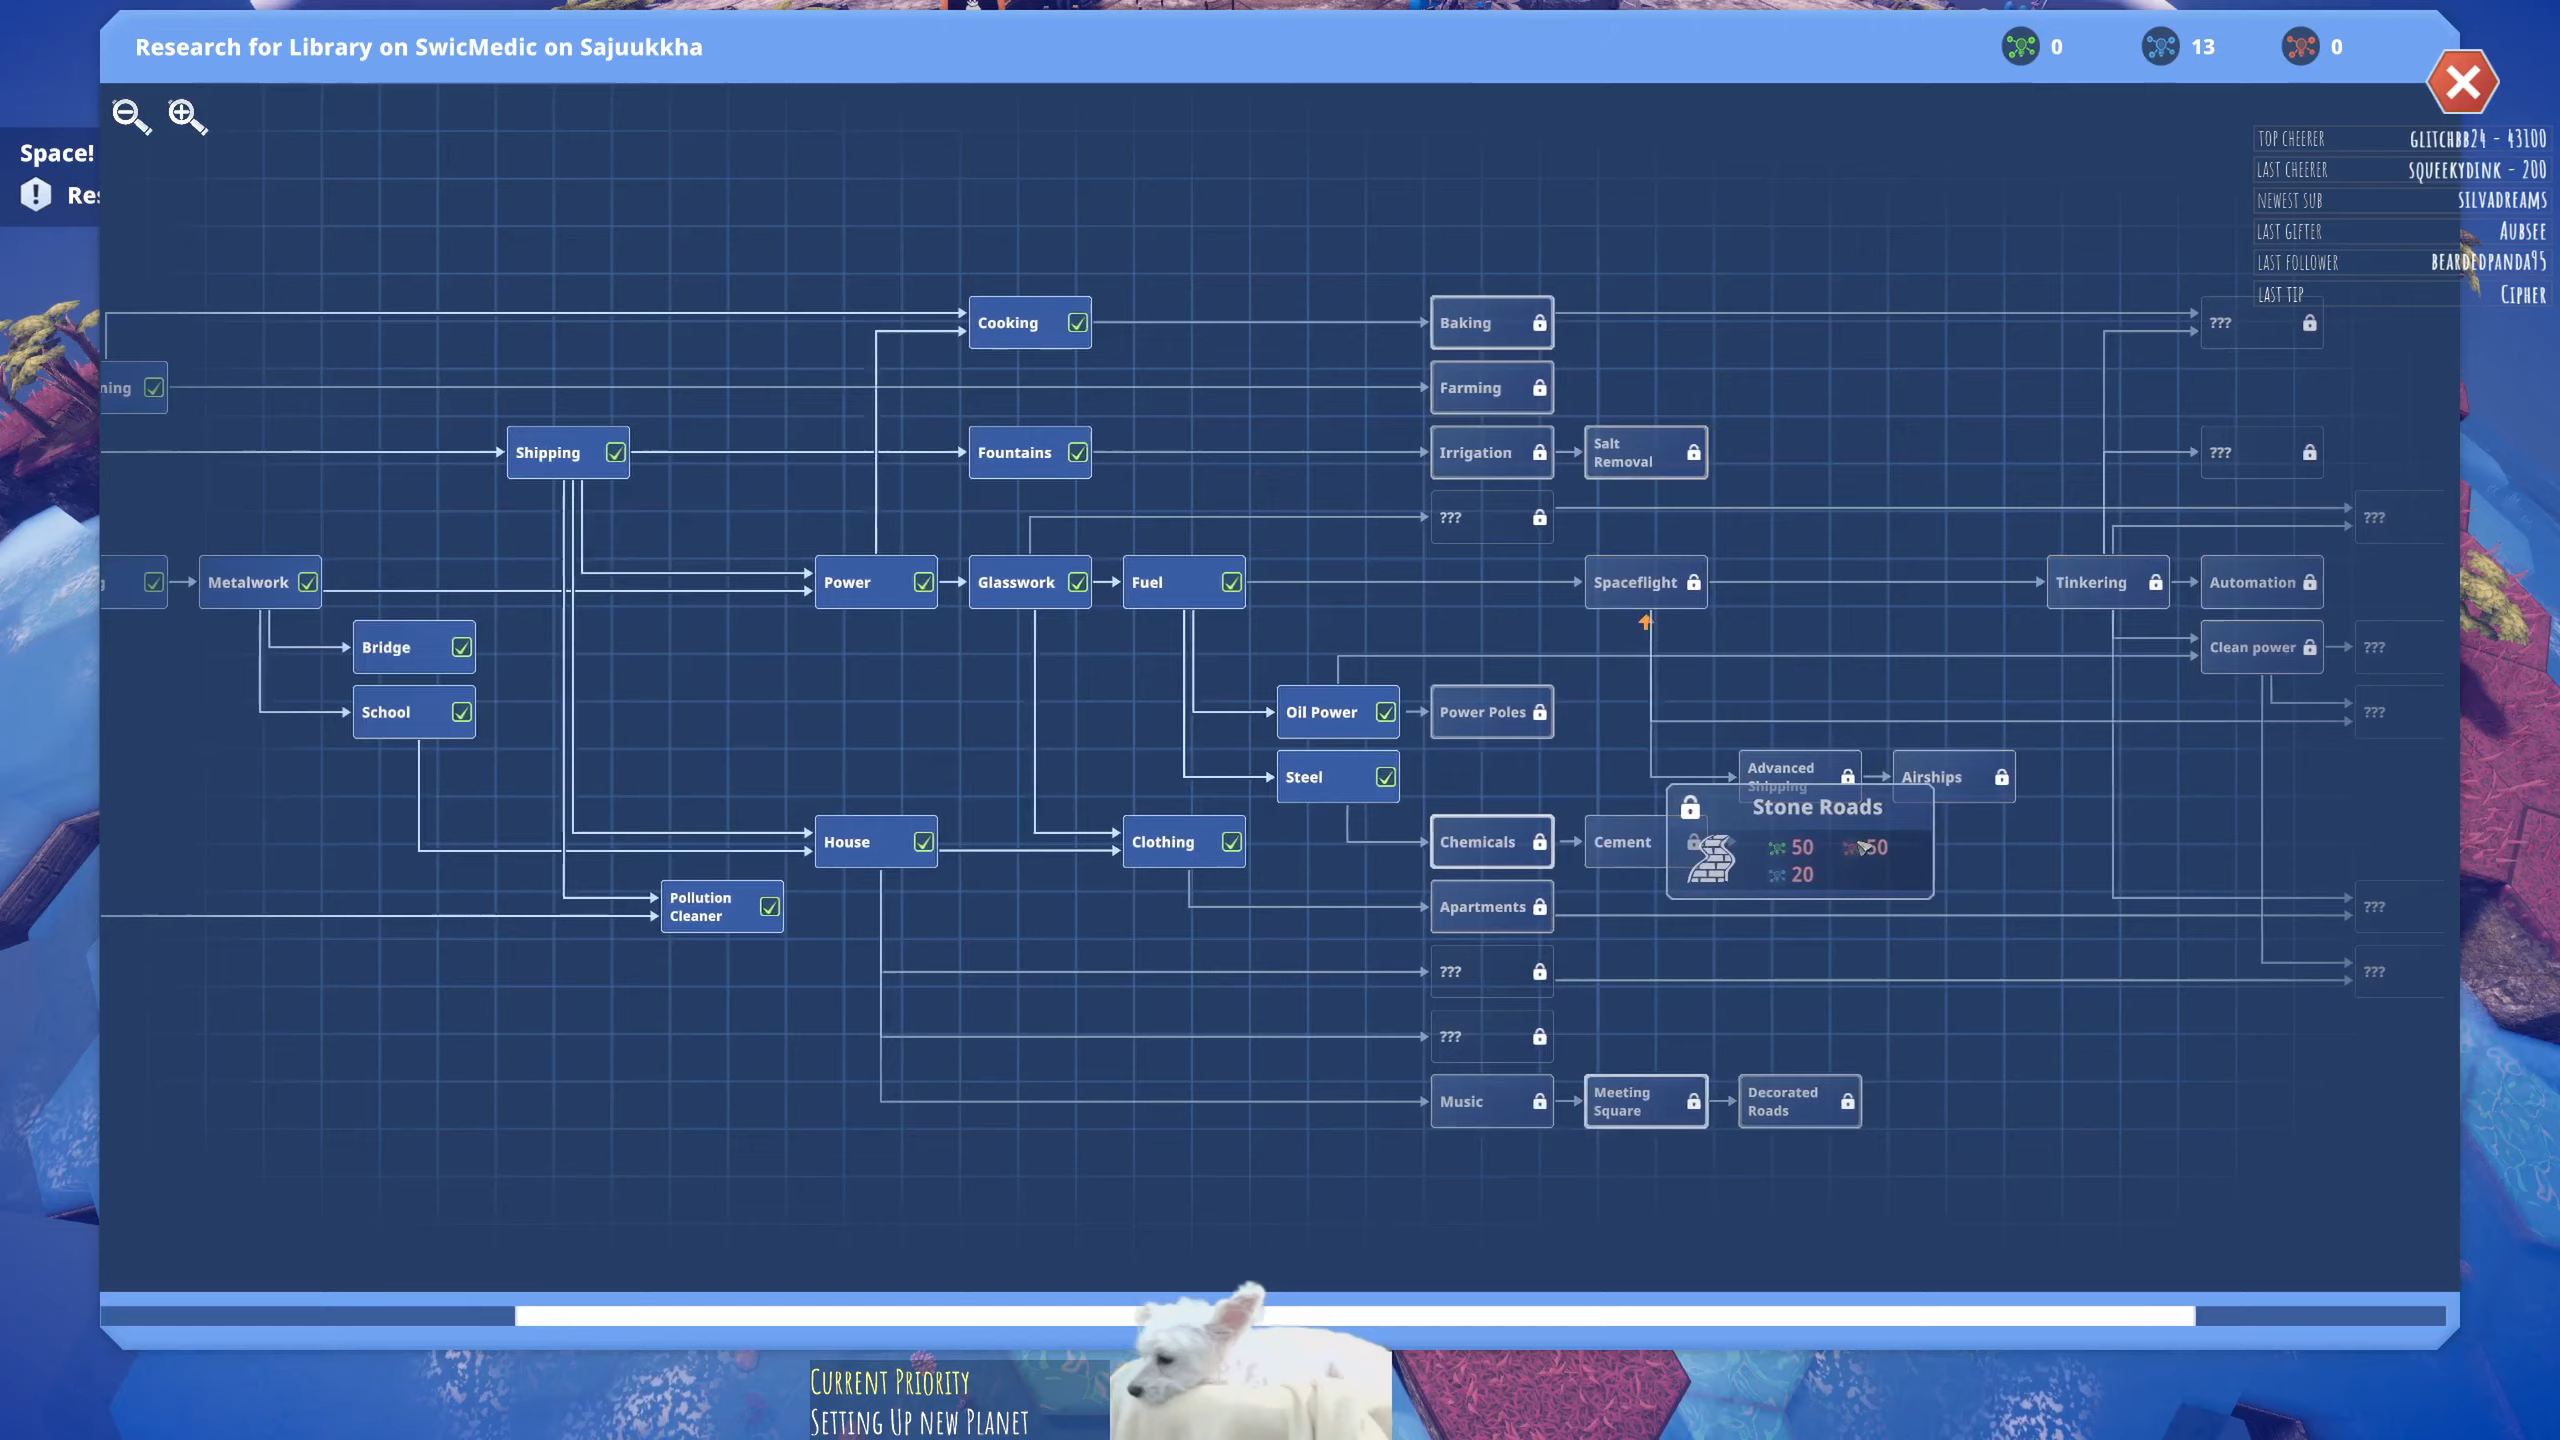 Research for Library on SwicMedic on Sajuukkha
0
13
0
Space!
Res
TOP CHEERER GLITCHBB24 - 43100
LAST CHEERER SQUEEKYDINK - 200
NEWEST SUB SILVADREAMS
LAST GIFTER AUBSEE
LAST FOLLOWER BEARDEDPANDA95
LAST TIP CIPHER
Cooking
Baking
???
ning
Farming
Shipping
Fountains
Irrigation
Salt
Removal
???
???
???
Metalwork
Power
Glasswork
Fuel
Spaceflight
Tinkering
Automation
Bridge
Clean power
???
School
Oil Power
Power Poles
???
Steel
Advanced
Shipping
Airships
House
Clothing
Chemicals
Cement
Stone Roads
50
50
20
Pollution
Cleaner
Apartments
???
???
???
???
Music
Meeting
Square
Decorated
Roads
CURRENT PRIORITY
SETTING UP NEW PLANET